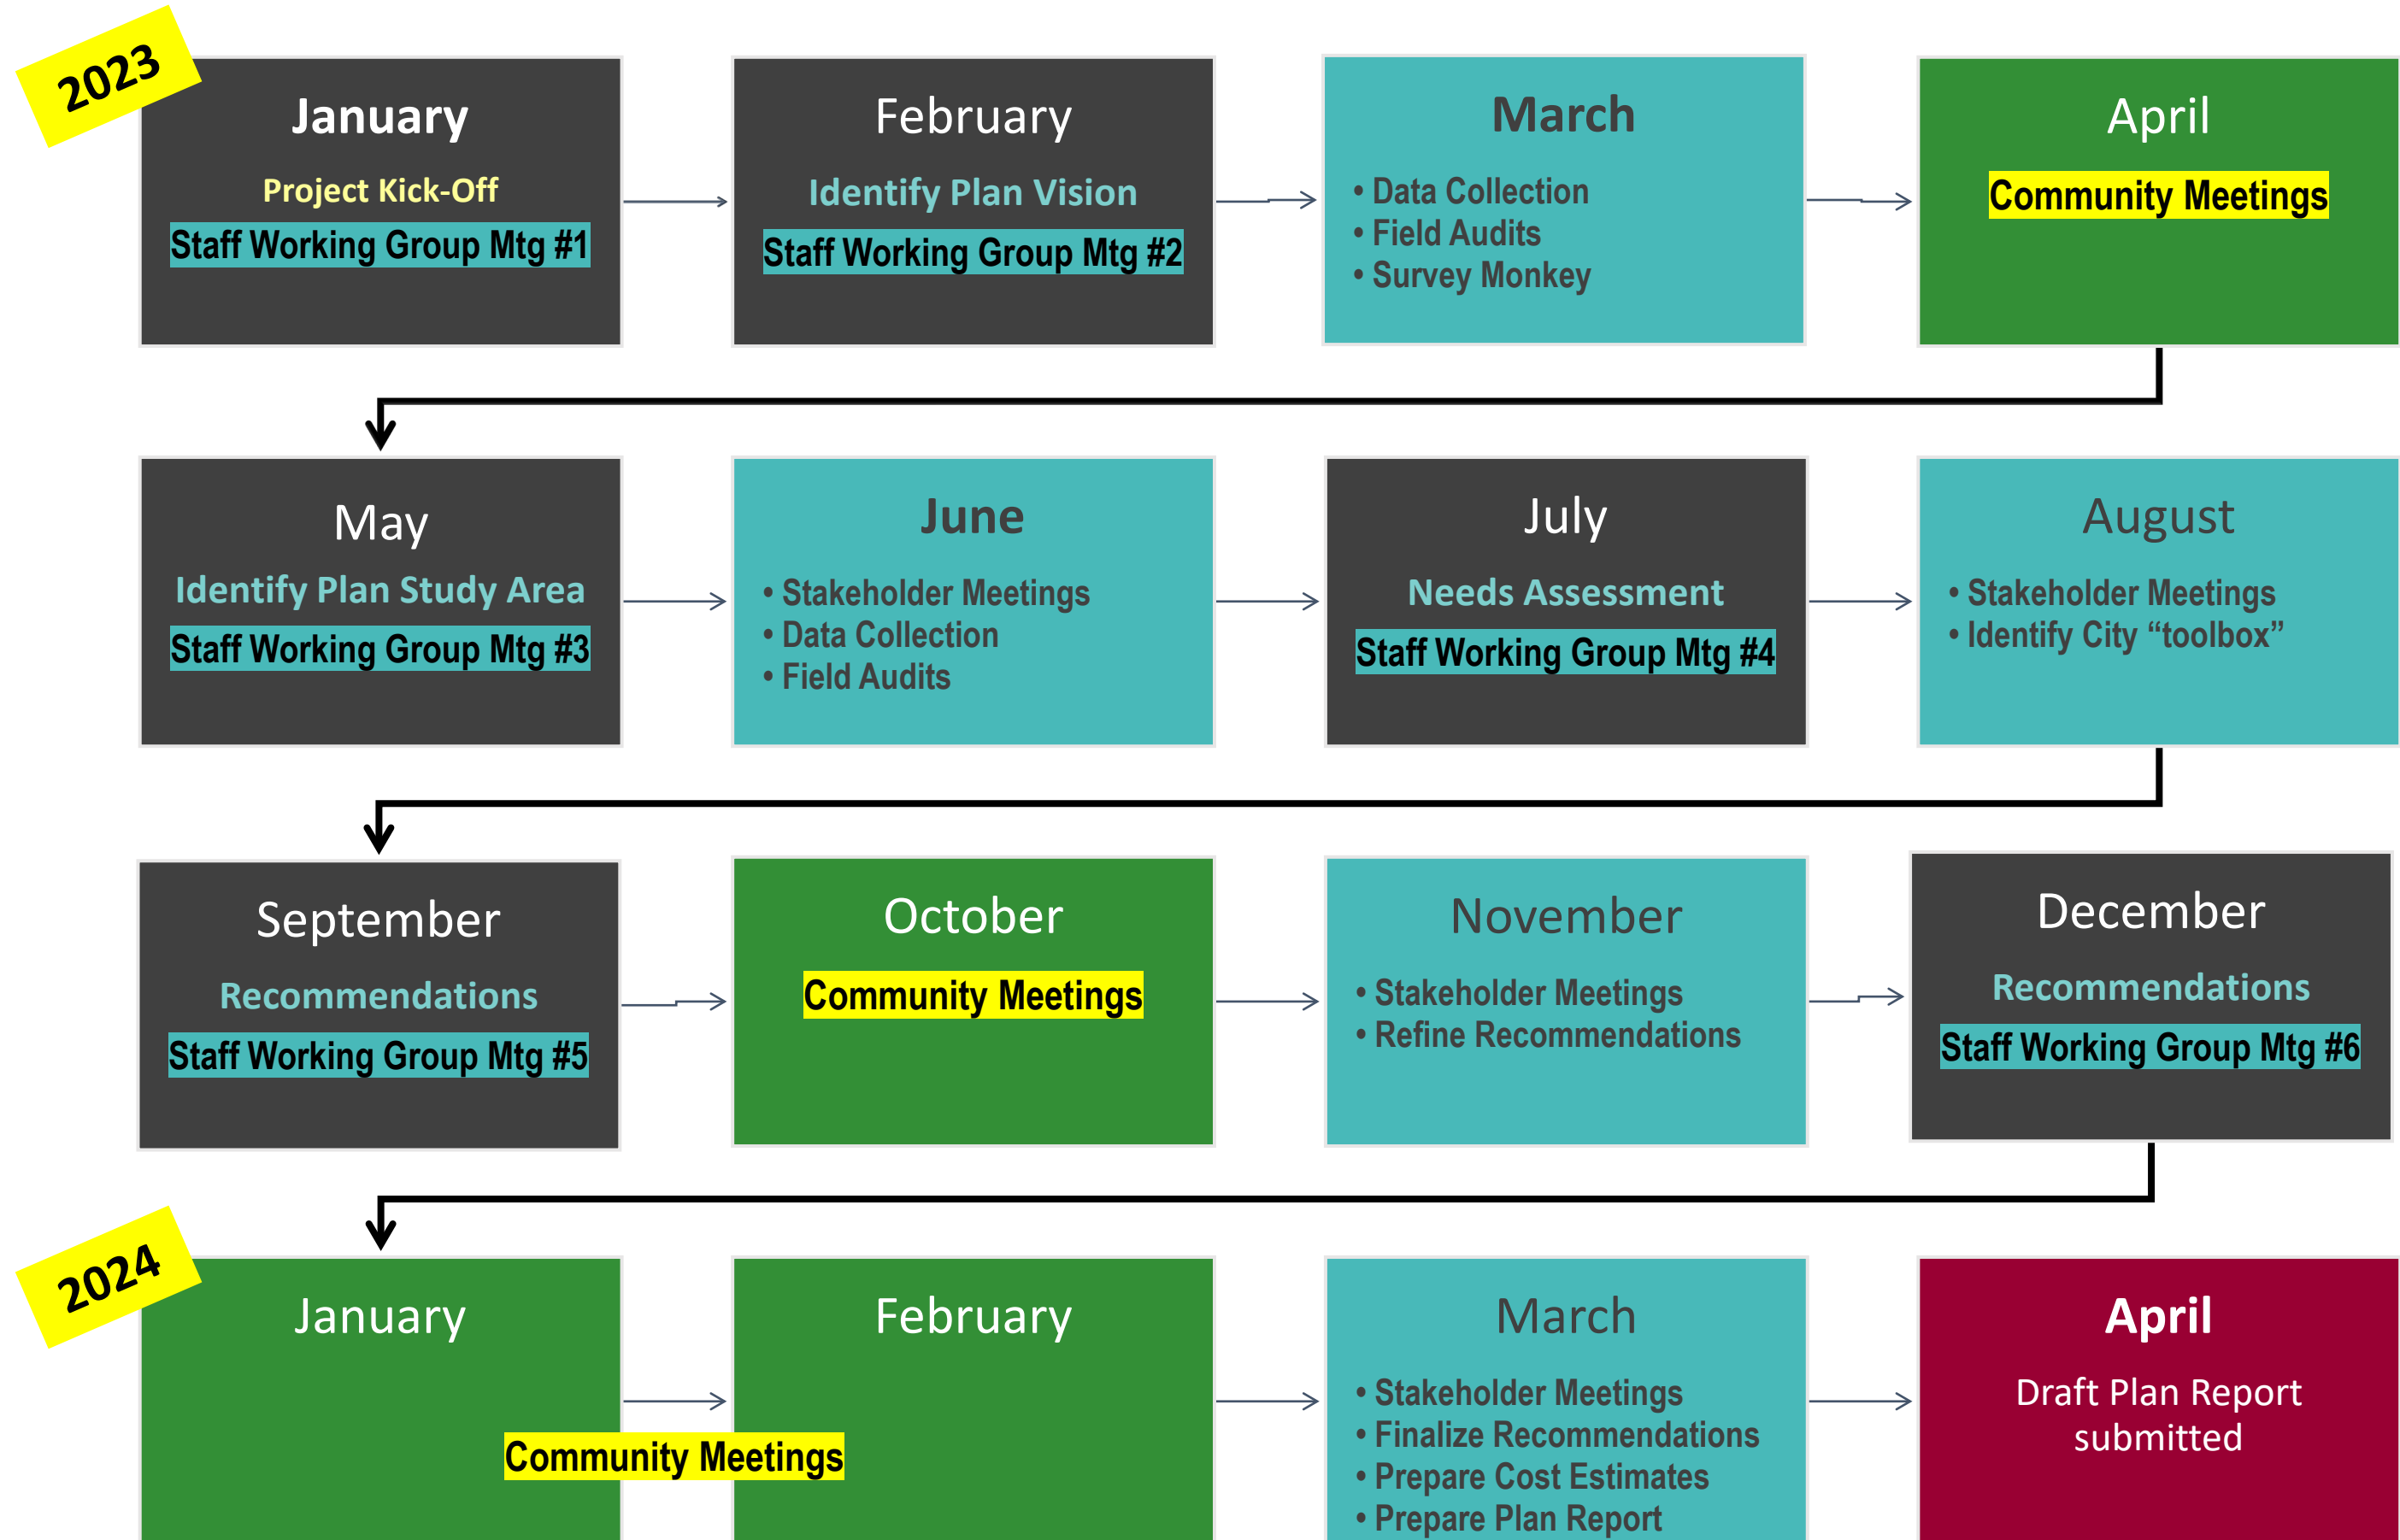 2023
January
Project Kick-Off
Staff Working Group Mtg #1
February
Identify Plan Vision
Staff Working Group Mtg #2
March
• Data Collection
• Field Audits
• Survey Monkey
April
Community Meetings
May
Identify Plan Study Area
Staff Working Group Mtg #3
June
• Stakeholder Meetings
• Data Collection
• Field Audits
July
Needs Assessment
Staff Working Group Mtg #4
August
• Stakeholder Meetings
• Identify City “toolbox”
September
Recommendations
Staff Working Group Mtg #5
October
Community Meetings
November
• Stakeholder Meetings
• Refine Recommendations
December
Recommendations
Staff Working Group Mtg #6
2024
January
February
Community Meetings
March
• Stakeholder Meetings
• Finalize Recommendations
• Prepare Cost Estimates
• Prepare Plan Report
April
Draft Plan Report
submitted